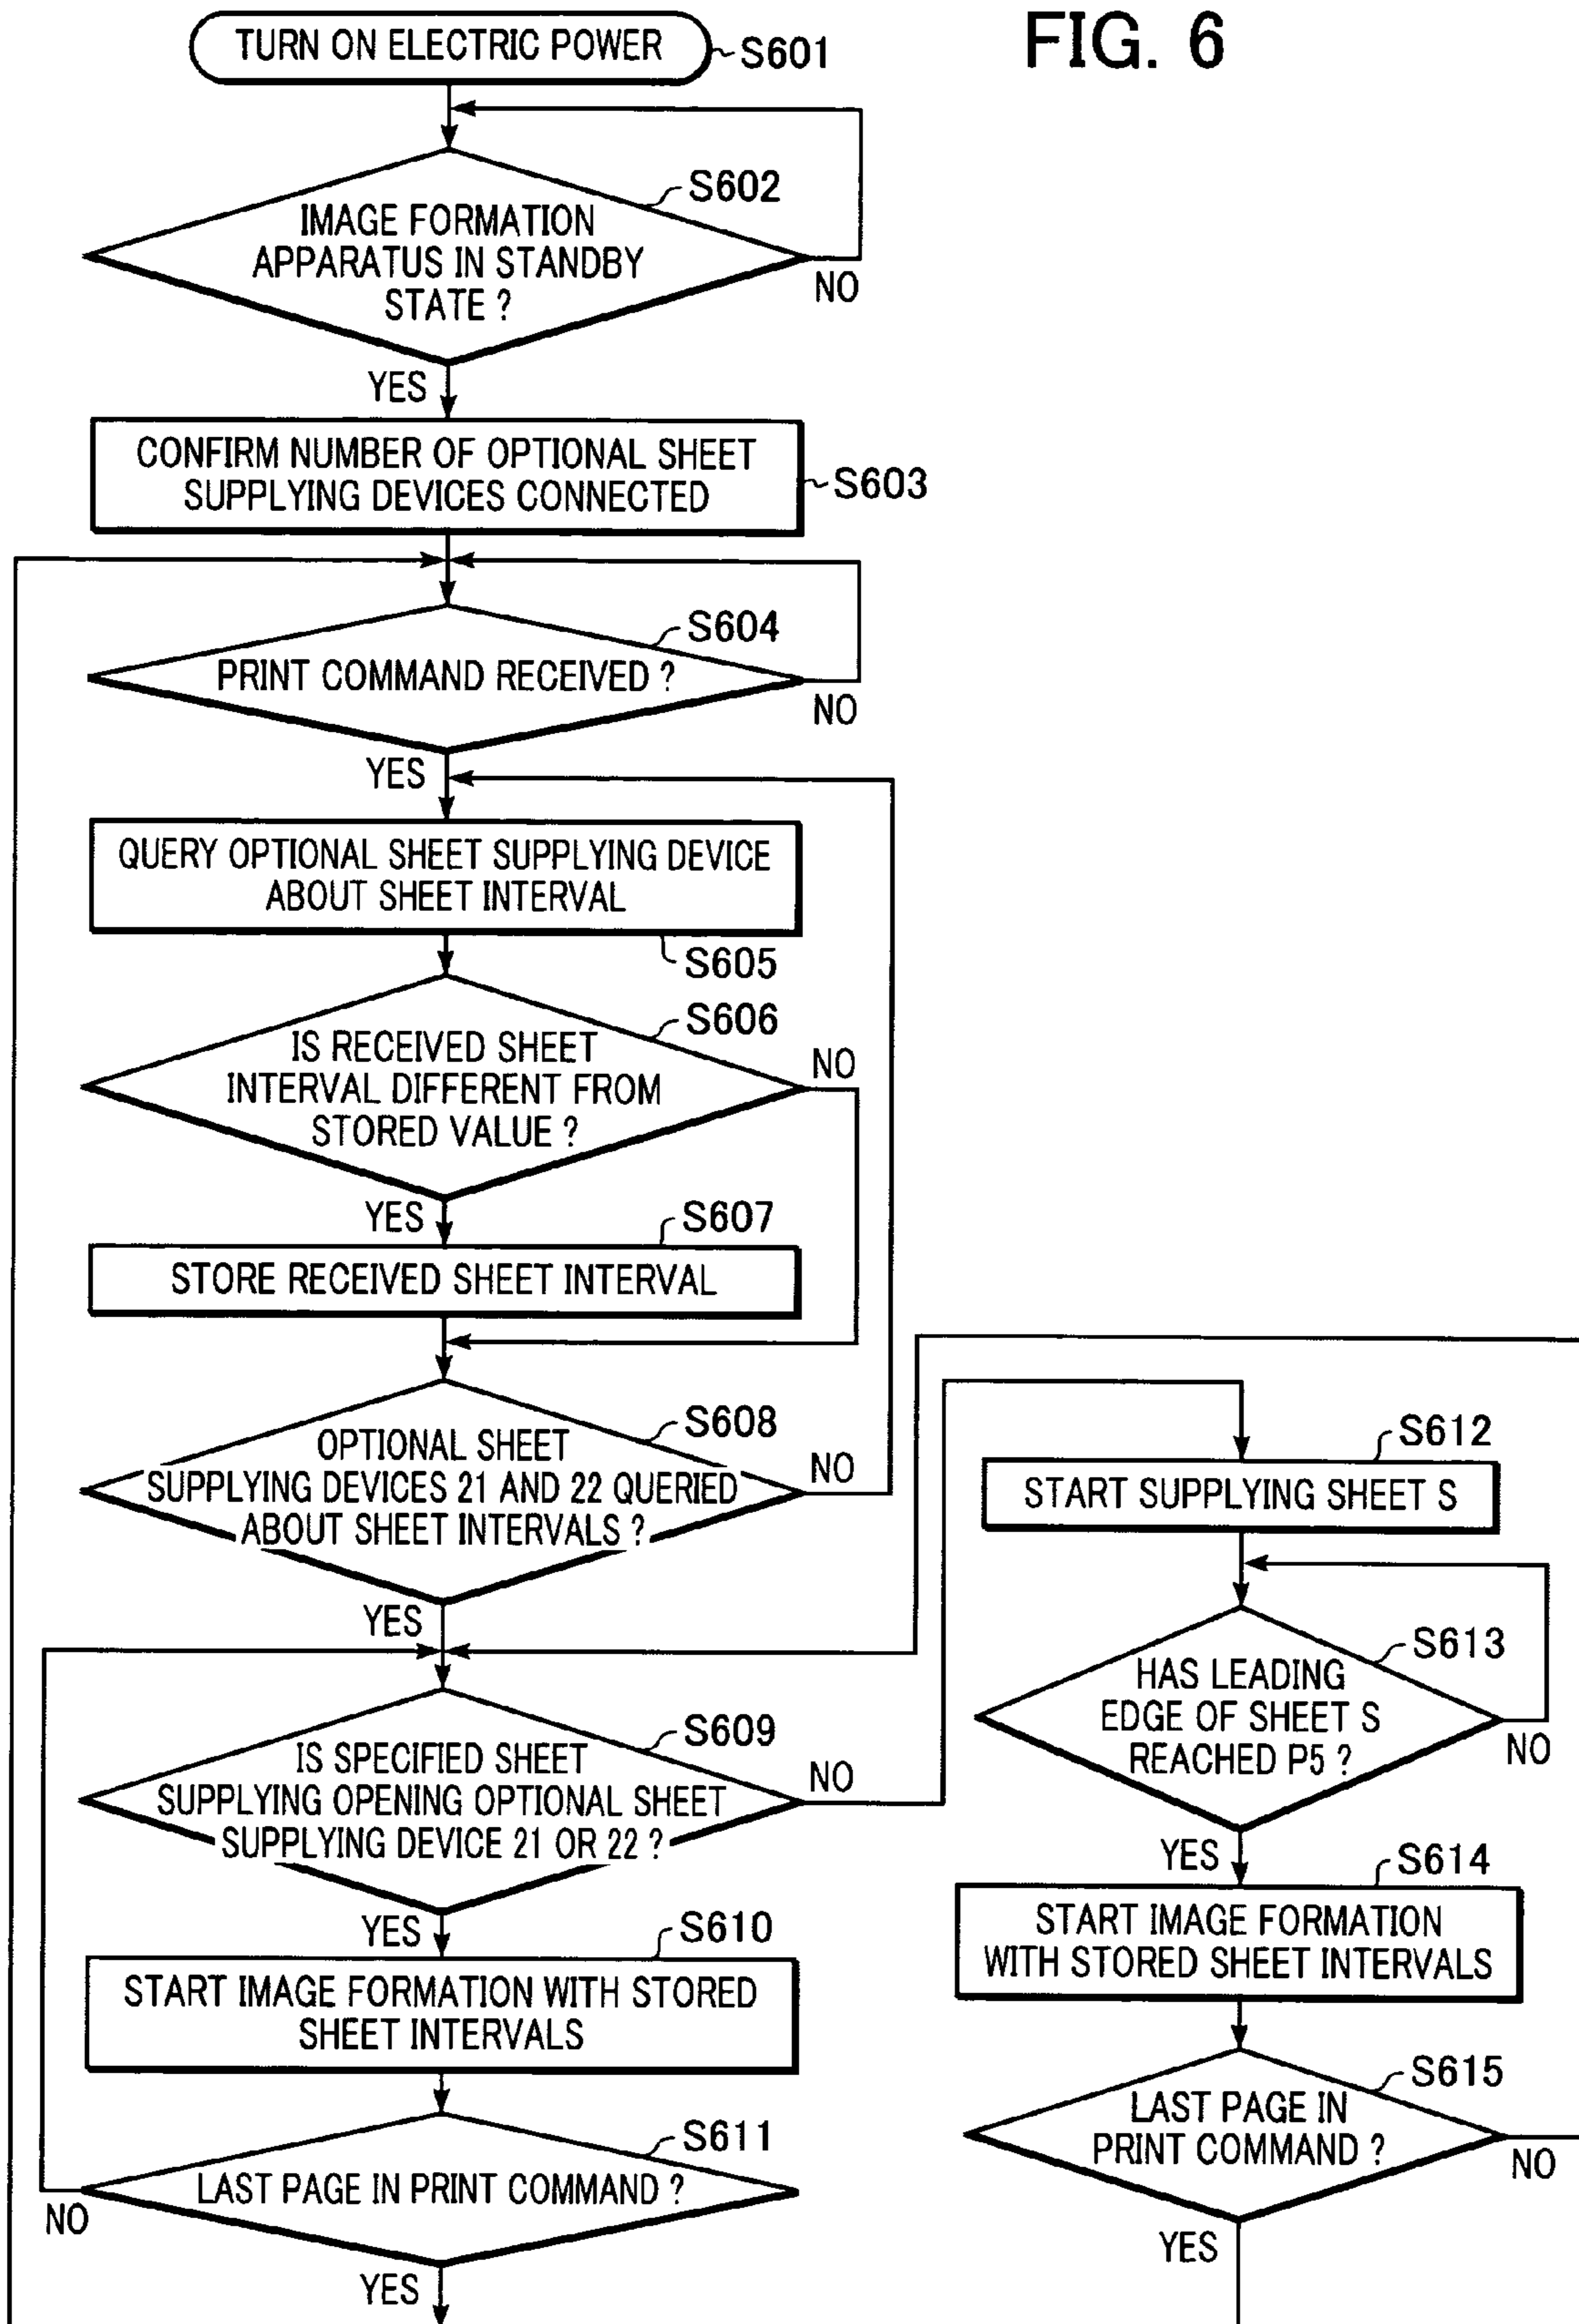 FIG. 6
TURN ON ELECTRIC POWER
S601
S602
IMAGE FORMATION
APPARATUS IN STANDBY
STATE ?
NO
YES
CONFIRM NUMBER OF OPTIONAL SHEET
SUPPLYING DEVICES CONNECTED
S603
S604
PRINT COMMAND RECEIVED ?
NO
YES
QUERY OPTIONAL SHEET SUPPLYING DEVICE
ABOUT SHEET INTERVAL
S605
S606
IS RECEIVED SHEET
INTERVAL DIFFERENT FROM
STORED VALUE ?
NO
YES
S607
STORE RECEIVED SHEET INTERVAL
S608
OPTIONAL SHEET
SUPPLYING DEVICES 21 AND 22 QUERIED
ABOUT SHEET INTERVALS ?
NO
YES
S609
IS SPECIFIED SHEET
SUPPLYING OPENING OPTIONAL SHEET
SUPPLYING DEVICE 21 OR 22 ?
NO
YES
S610
START IMAGE FORMATION WITH STORED
SHEET INTERVALS
S611
LAST PAGE IN PRINT COMMAND ?
NO
YES
S612
START SUPPLYING SHEET S
S613
HAS LEADING
EDGE OF SHEET S
REACHED P5 ?
NO
YES
S614
START IMAGE FORMATION
WITH STORED SHEET INTERVALS
S615
LAST PAGE IN
PRINT COMMAND ?
NO
YES